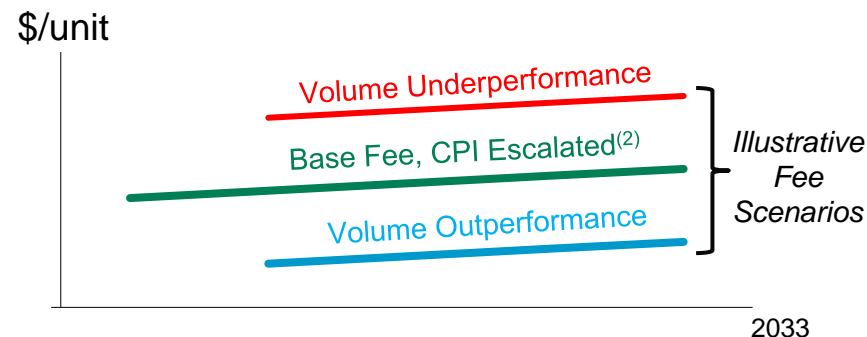 $/unit
Volume Underperformance
Base Fee, CPI Escalated(2)
Volume Outperformance
Illustrative
Fee
Scenarios
2033